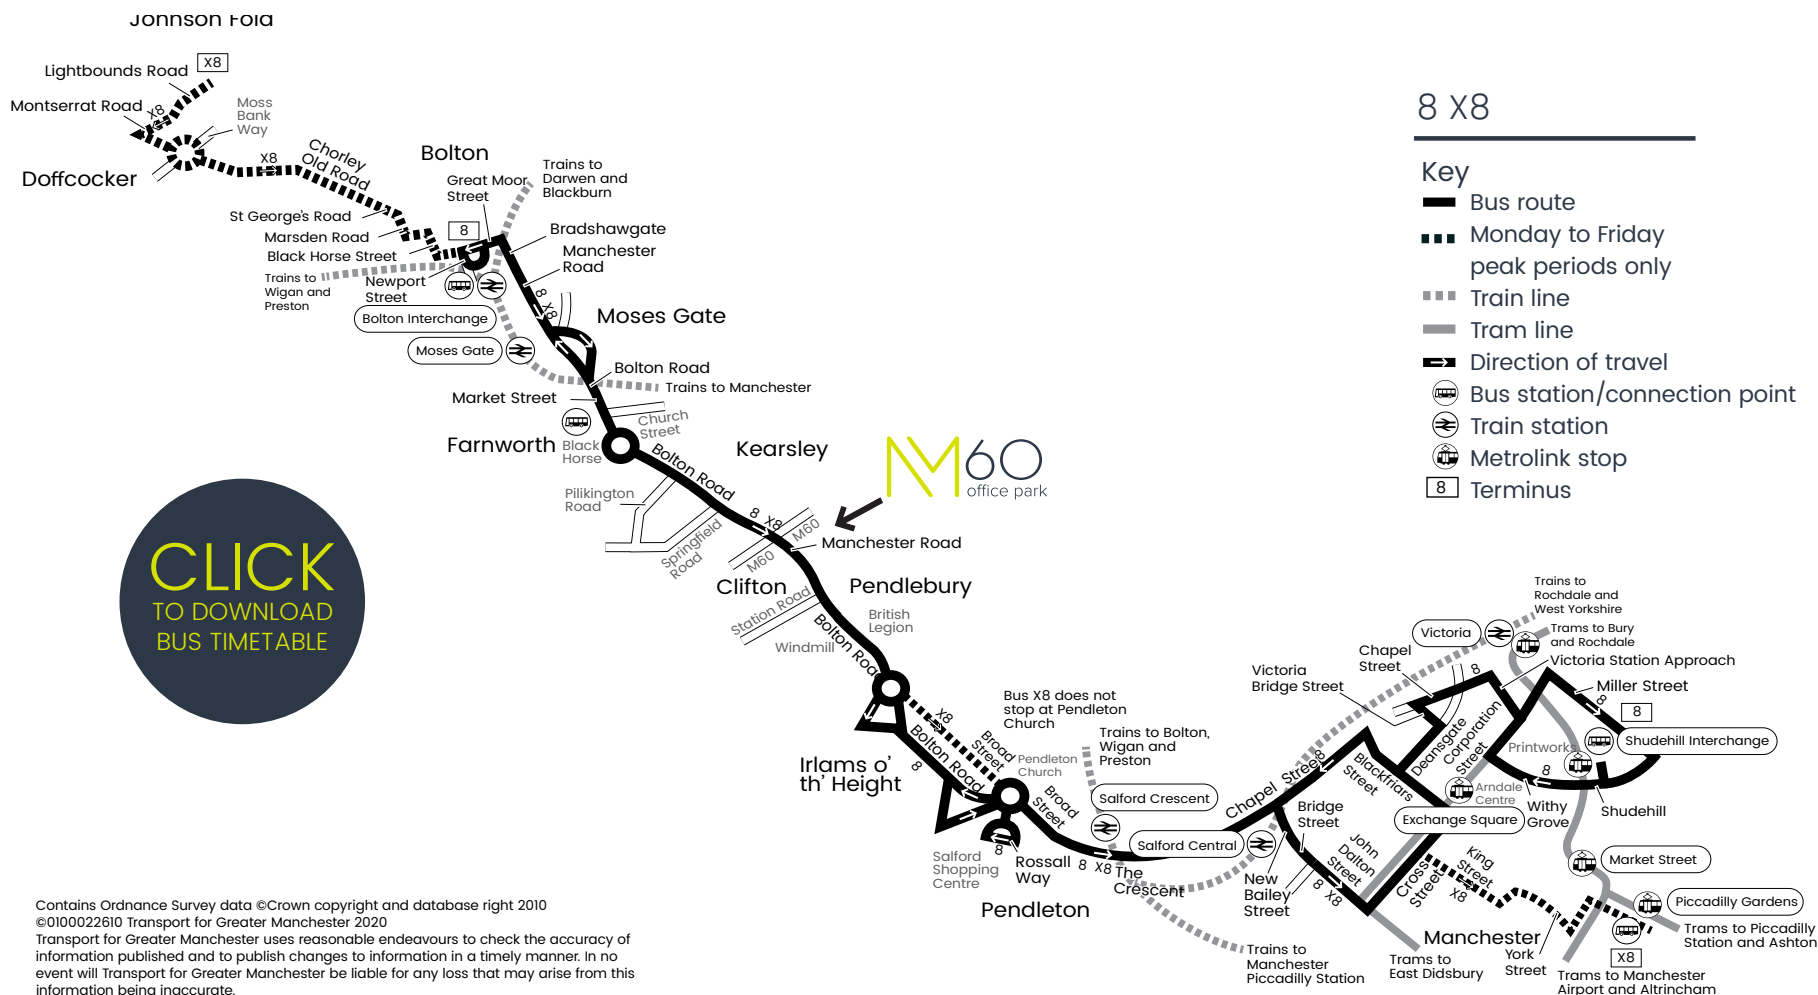 Johnson Fold
X8
Lightbounds Road
Montserrat Road
X8
Moss
Bank
Way
Doffcocker
X8
Chorley
Old Road
Bolton
Great Moor
Street
Trains to
Darwen and
Blackburn
St George's Road
Marsden Road
Black Horse Street
8
Bradshawgate
Manchester
Road
Trains to
Wigan and
Preston
Newport
Street
Bolton Interchange
8 X8
Moses Gate
Moses Gate
Bolton Road
Trains to Manchester
Market Street
Church
Street
Farnworth
Black
Horse
Kearsley
Bolton Road
Pilikington
Road
Springfield
Road
8 X8
M60
M60
NM60
office park
Manchester Road
Clifton
Pendlebury
Station Road
British
Legion
Windmill
Bolton Road
CLICK
TO DOWNLOAD
BUS TIMETABLE
8 X8
Key
Bus route
Monday to Friday
peak periods only
Train line
Tram line
Direction of travel
Bus station/connection point
Train station
Metrolink stop
8
Terminus
X8
Broad
Street
Bus X8 does not
stop at Pendleton
Church
Pendleton
Church
Irlams o'
th' Height
Bolton Road
8
Trains to Bolton,
Wigan and
Preston
Broad
Street
Salford Crescent
Salford Central
8
Salford
Shopping
Centre
Rossall
Way
8 X8
The
Crescent
Pendleton
Chapel Street
8
Trains to
Rochdale and
West Yorkshire
Victoria
Trams to Bury
and Rochdale
Chapel
Street
8
Victoria Station Approach
Victoria
Bridge Street
Miller Street
8
8
Deansgate
Corporation
Street
Printworks
Shudehill Interchange
Blackfriars
Street
8
Arndale
Centre
Withy
Grove
Shudehill
Bridge
Street
Exchange Square
John
Dalton
Street
Cross
Street
King
Street
X8
Market Street
New
Bailey
Street
8 X8
Piccadilly Gardens
Manchester
York
Street
X8
Trams to Piccadilly
Station and Ashton
Trains to
Manchester
Piccadilly Station
Trams to
East Didsbury
Trams to Manchester
Airport and Altrincham
Contains Ordnance Survey data ©Crown copyright and database right 2010
©0100022610 Transport for Greater Manchester 2020
Transport for Greater Manchester uses reasonable endeavours to check the accuracy of
information published and to publish changes to information in a timely manner. In no
event will Transport for Greater Manchester be liable for any loss that may arise from this
information being inaccurate.